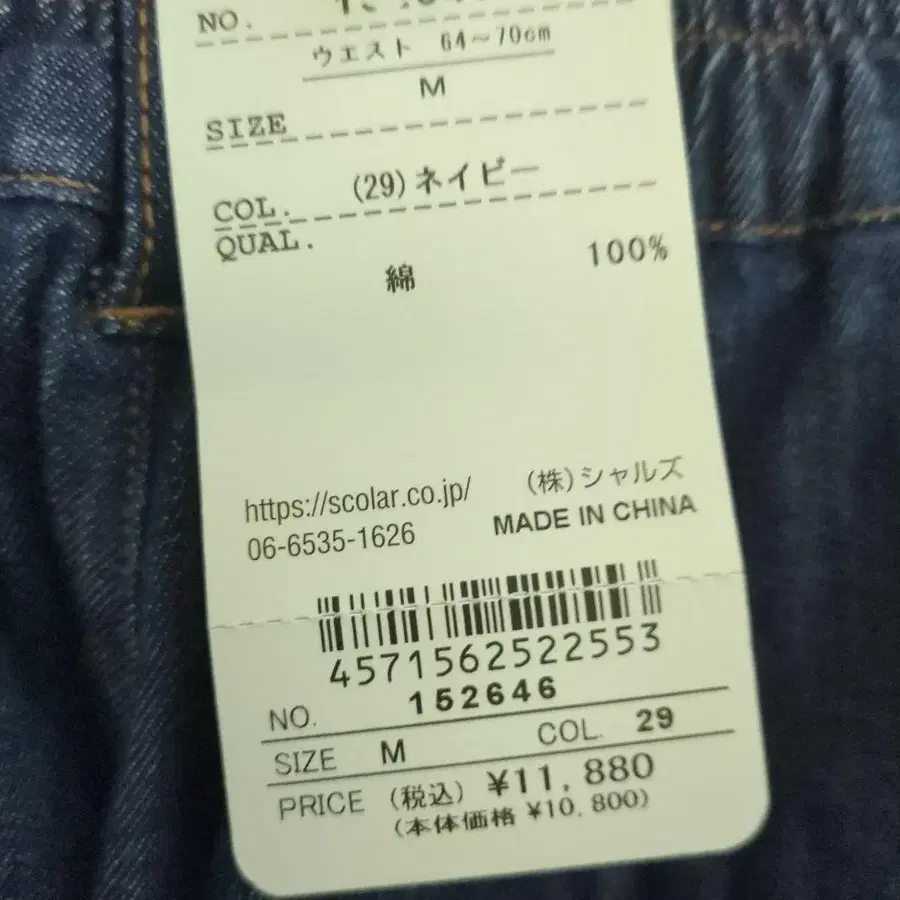 NO.
ウエスト 64～70cm
M
SIZE
COL. (29)ネイビー
QUAL.
綿 100%
https://scolar.co.jp/ (株)シャルズ
06-6535-1626 MADE IN CHINA
4571562522553
NO. 152646
SIZE M COL. 29
PRICE (税込) ¥11,880
(本体価格 ¥10,800)